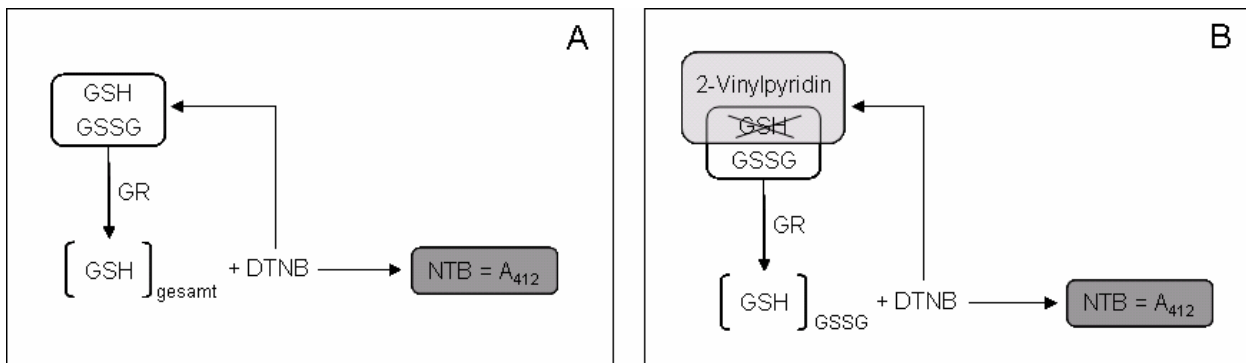 A
GSH
GSSG
GR
[GSH]gesamt + DTNB
NTB = A412
B
2-Vinylpyridin
GSH
GSSG
GR
[GSH]GSSG + DTNB
NTB = A412